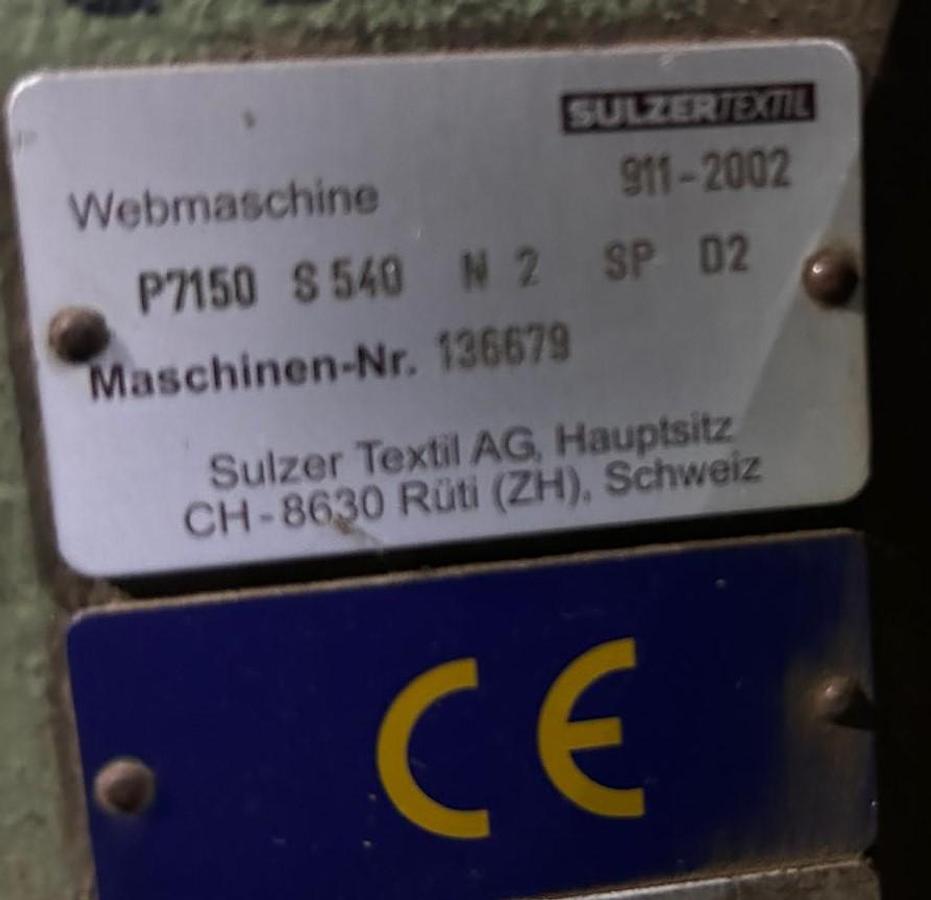 SULZERTEXTIL
911-2002
Webmaschine
P7150 S 540 N 2 SP D2
Maschinen-Nr. 136679
Sulzer Textil AG, Hauptsitz
CH-8630 Rüti (ZH), Schweiz
CE